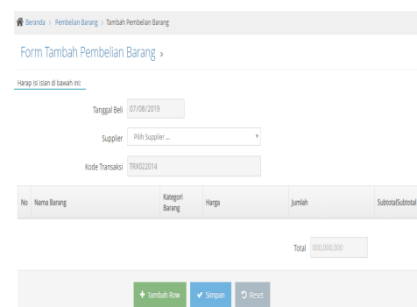 Beranda > Pembelian Barang > Tambah Pembelian Barang
Form Tambah Pembelian Barang »
Harap isi isian di bawah ini:
Tanggal Beli 07/08/2019
Supplier Pilih Supplier ...
Kode Transaksi TRX022014
No Nama Barang Kategori Barang Harga Jumlah SubtotalSubtotal
Total 000,000,000
+ Tambah Row ✔ Simpan Reset